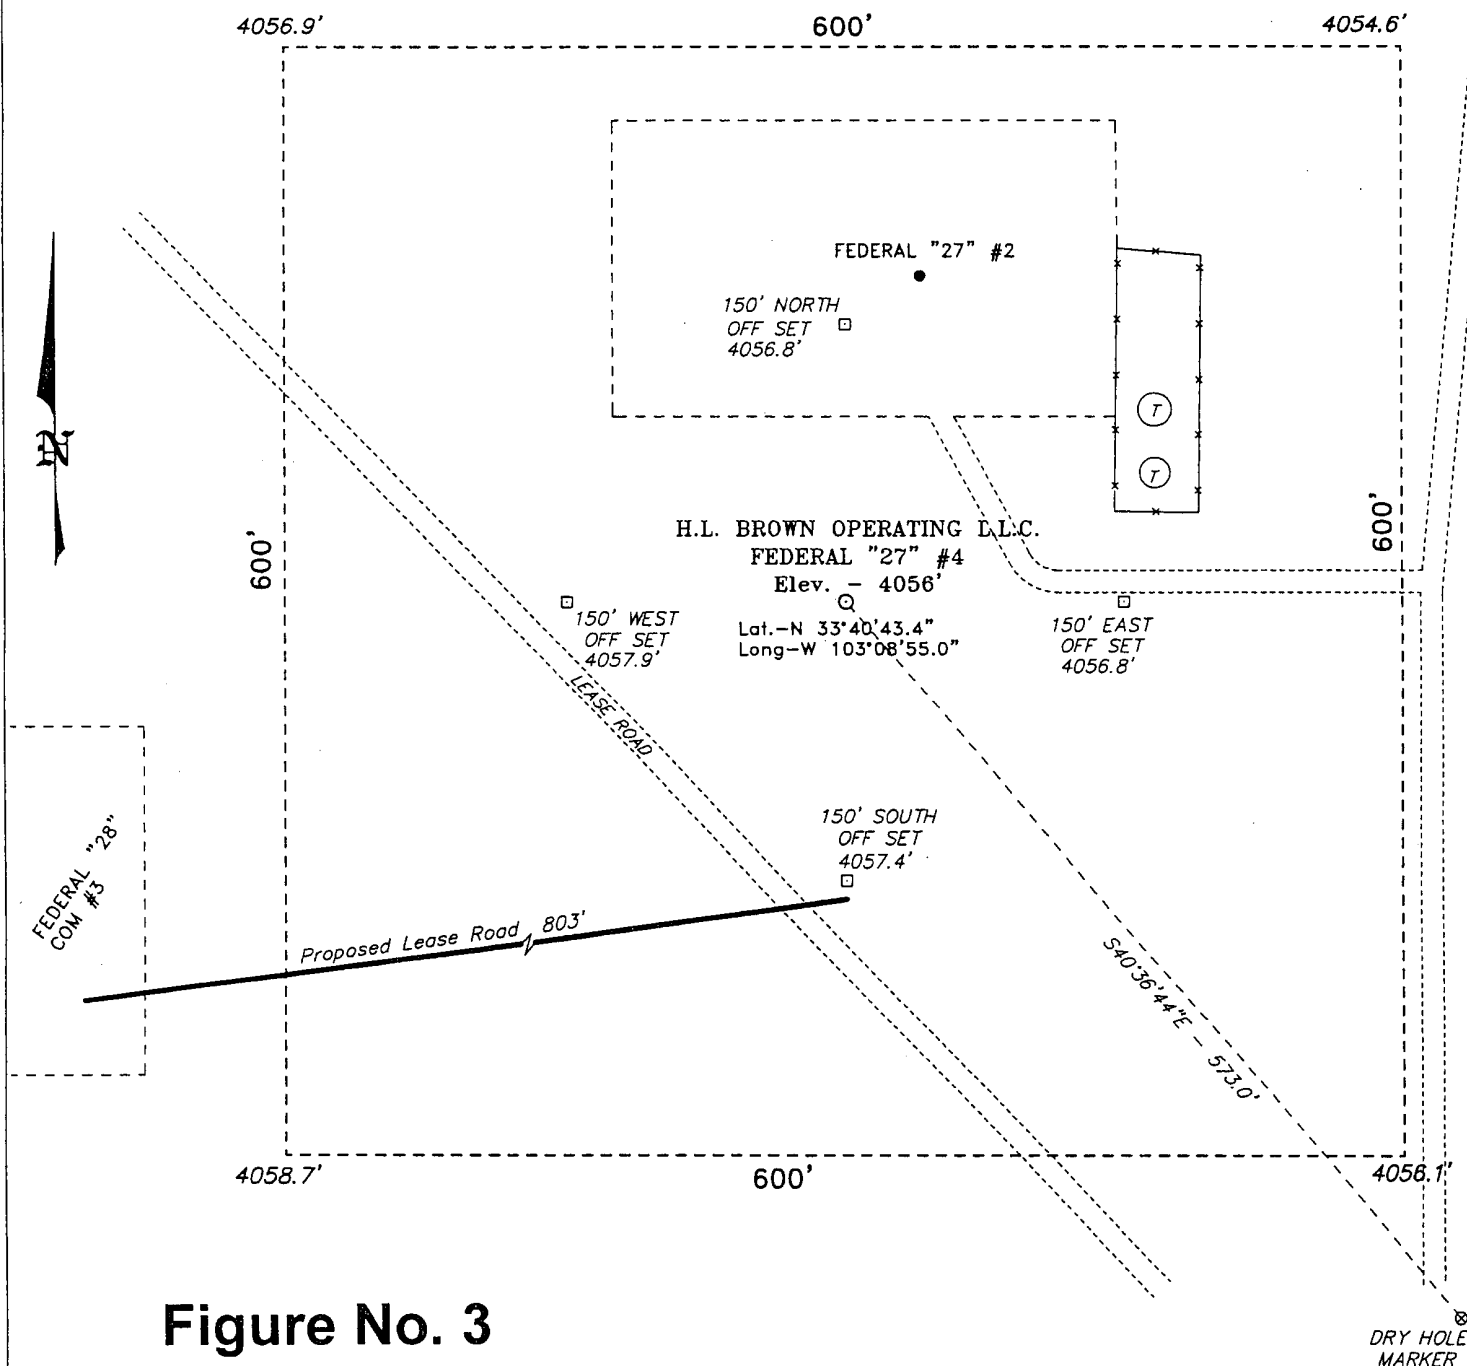 4056.9'
600'
4054.6'
FEDERAL "27" #2
150' NORTH
OFF SET
4056.8'
T
T
N
600'
600'
H.L. BROWN OPERATING L.L.C.
FEDERAL "27" #4
Elev. - 4056'
Lat.-N 33°40'43.4"
Long-W 103°08'55.0"
150' WEST
OFF SET
4057.9'
150' EAST
OFF SET
4056.8'
LEASE ROAD
150' SOUTH
OFF SET
4057.4'
FEDERAL "28"
COM #3
Proposed Lease Road 803'
S40°36'44"E - 573.0'
4058.7'
600'
4056.1'
Figure No. 3
DRY HOLE
MARKER